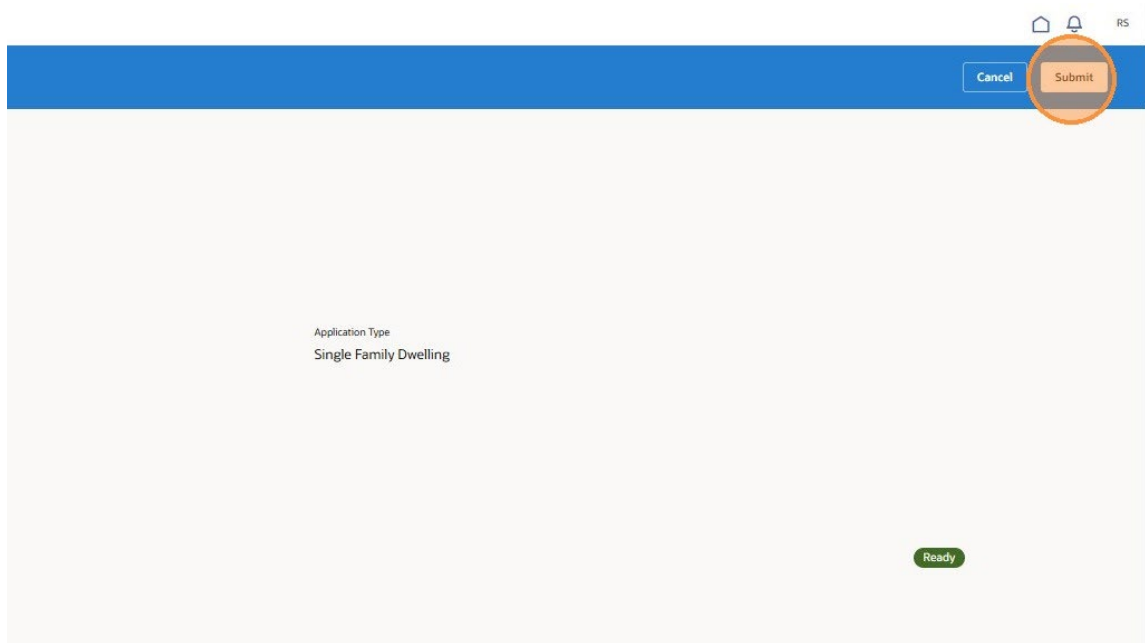 RS
Cancel Submit
Application Type
Single Family Dwelling
Ready